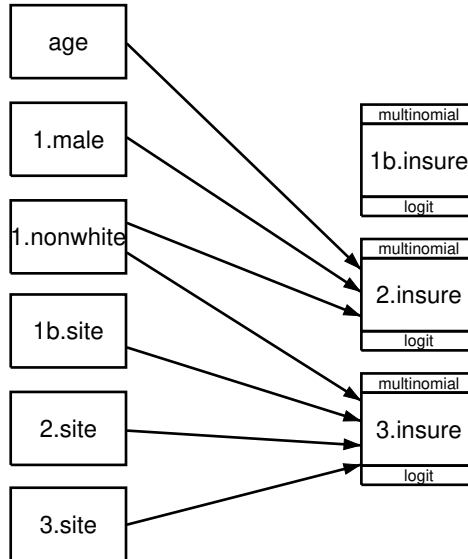 age
1.male
1.nonwhite
1b.site
2.site
3.site
multinomial
1b.insure
logit
multinomial
2.insure
logit
multinomial
3.insure
logit